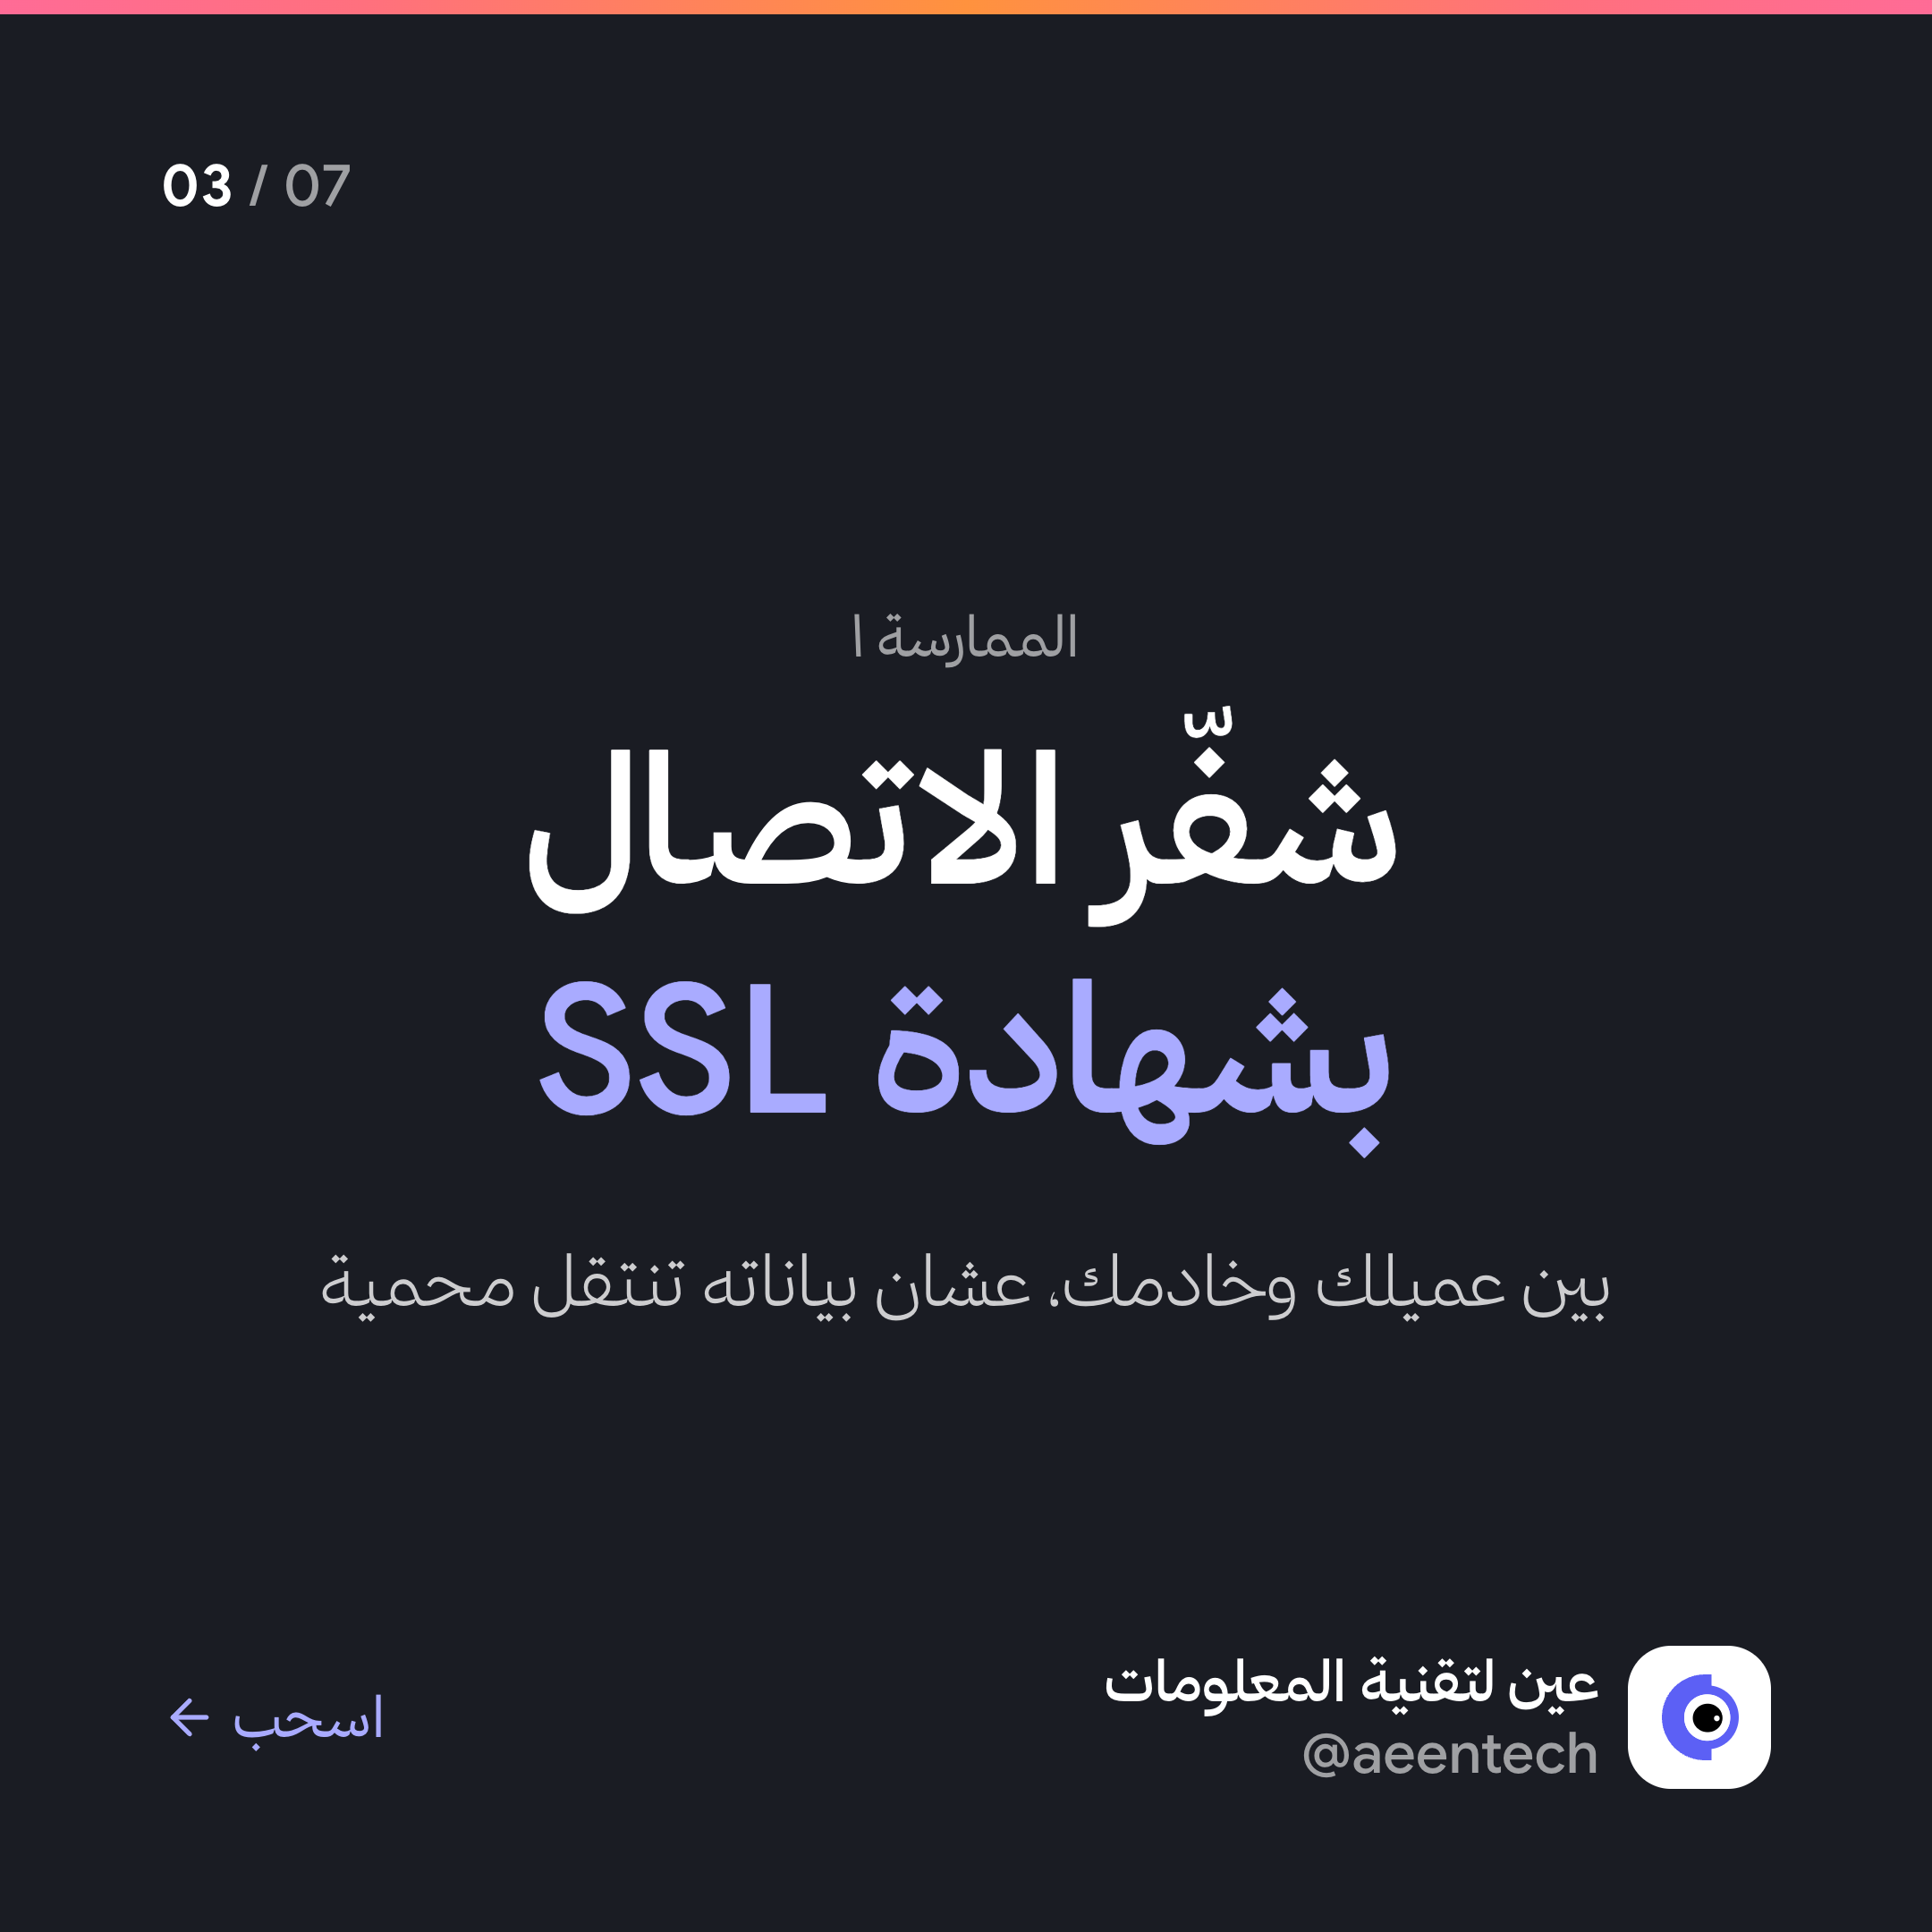 03 / 07
الممارسة ١
شفّر الاتصال
بشهادة SSL
بين عميلك وخادمك، عشان بياناته تنتقل محمية
عين لتقنية المعلومات
@aeentech
اسحب ←